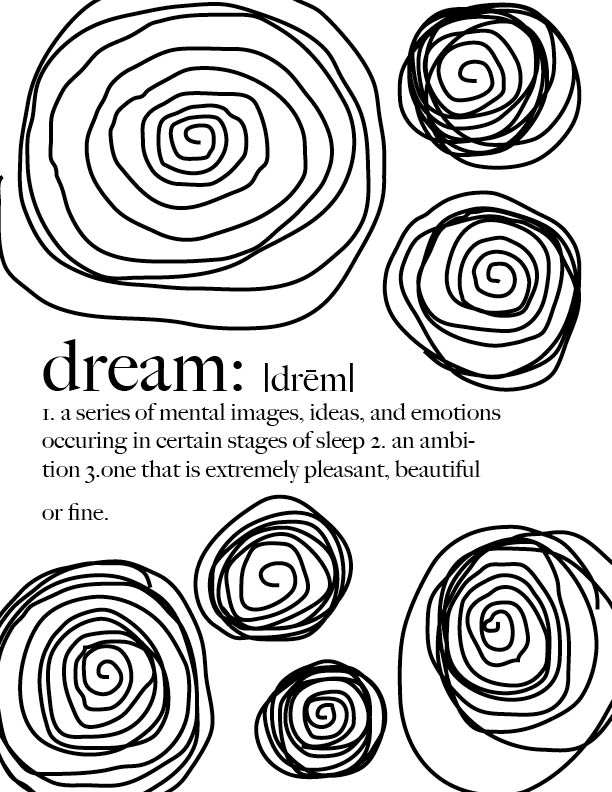 dream: |drēm|
1. a series of mental images, ideas, and emotions
occuring in certain stages of sleep 2. an ambi-
tion 3.one that is extremely pleasant, beautiful
or fine.